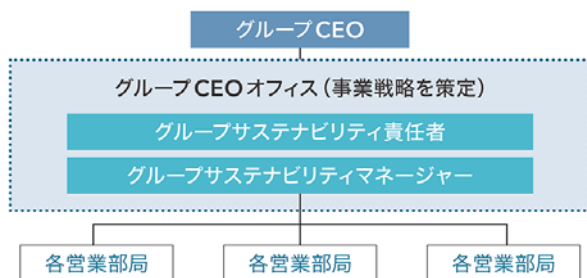 グループCEO
グループCEOオフィス（事業戦略を策定）
グループサステナビリティ責任者
グループサステナビリティマネージャー
各営業部局 各営業部局 各営業部局